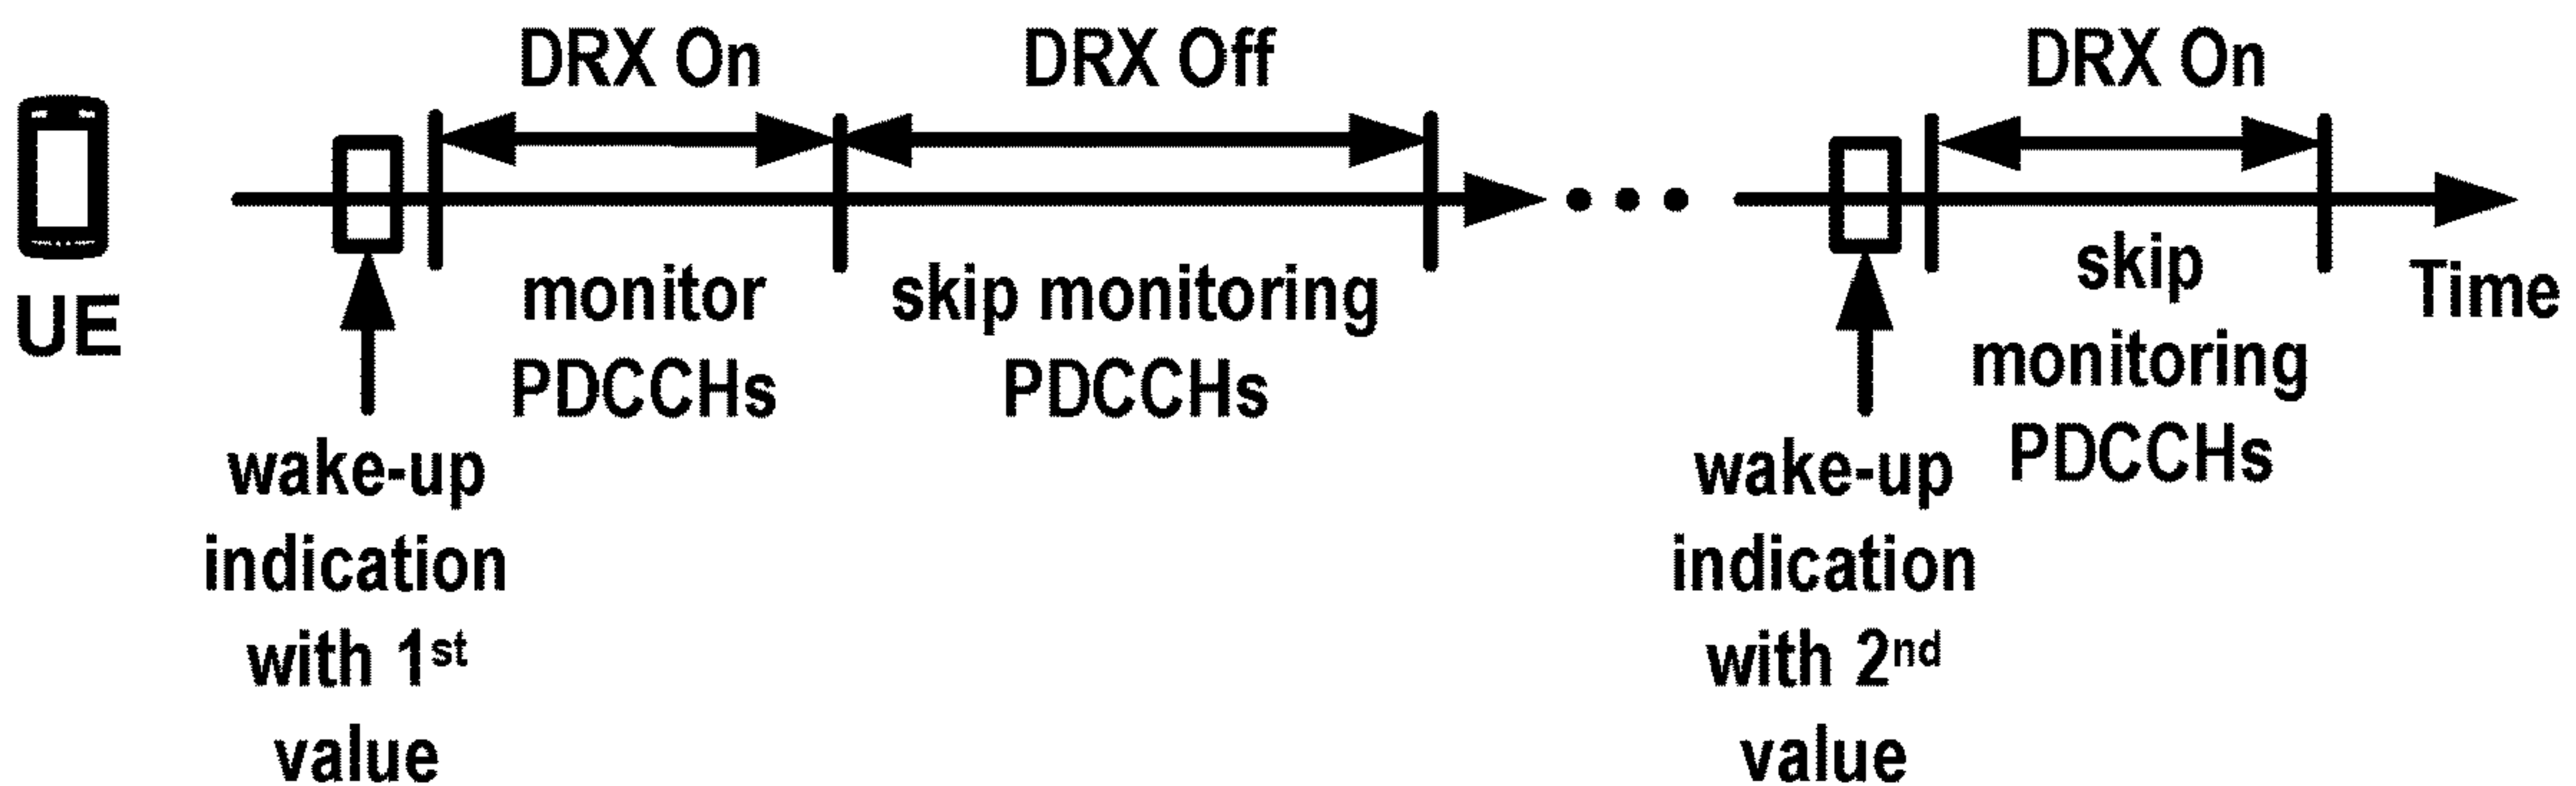 DRX On
DRX Off
DRX On
UE
monitor
PDCCHs
skip monitoring
PDCCHs
skip
monitoring
PDCCHs
Time
wake-up
indication
with 1st
value
wake-up
indication
with 2nd
value